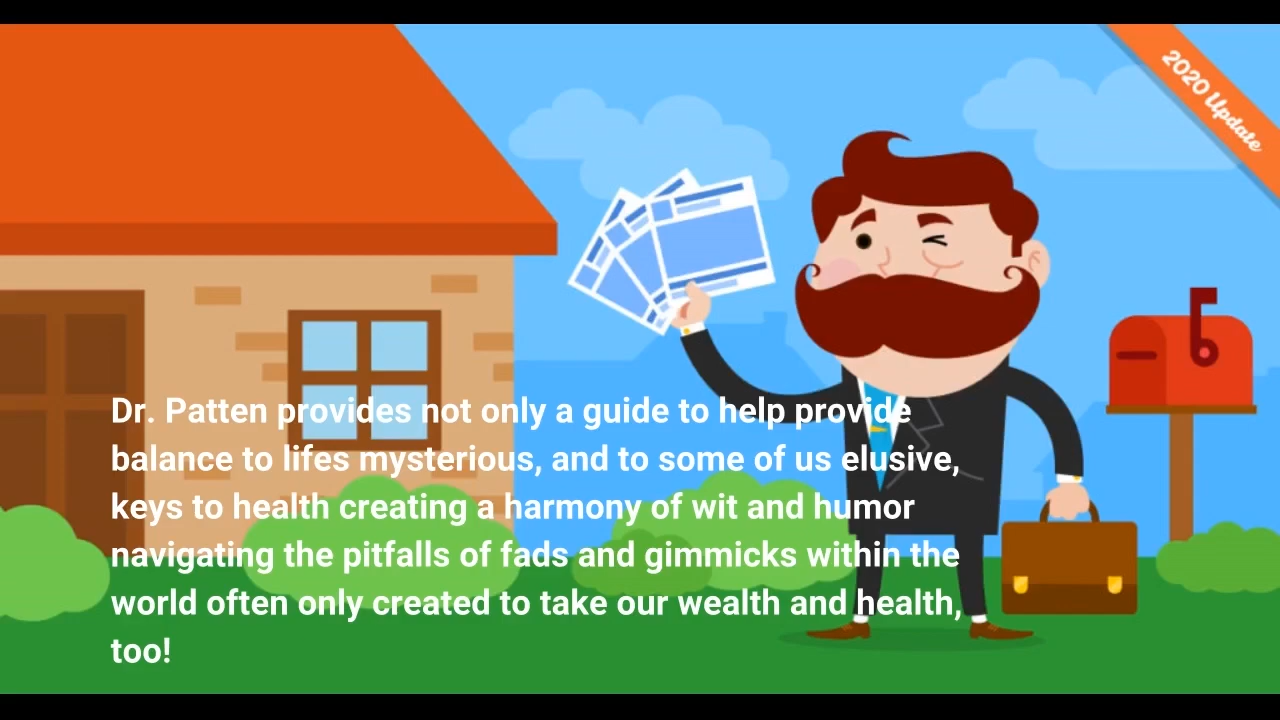 2020 Update
Dr. Patten provides not only a guide to help provide
balance to lifes mysterious, and to some of us elusive,
keys to health creating a harmony of wit and humor
navigating the pitfalls of fads and gimmicks within the
world often only created to take our wealth and health,
too!